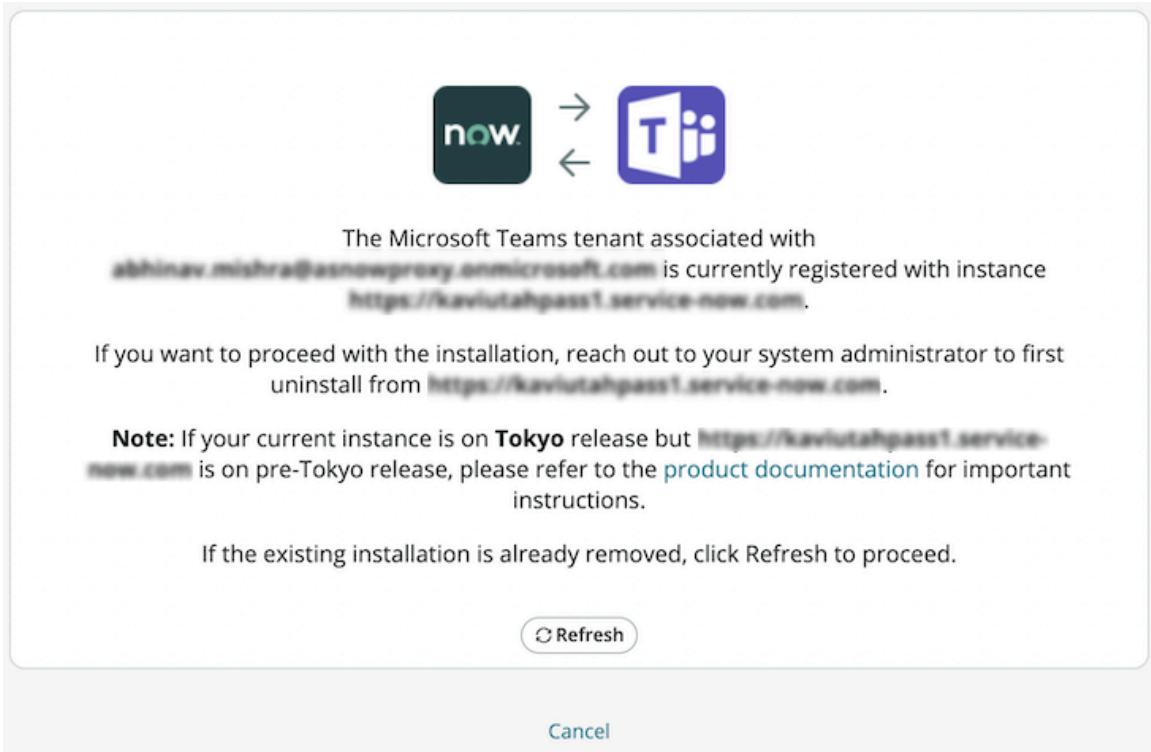 now.
T
The Microsoft Teams tenant associated with
is currently registered with instance
.
If you want to proceed with the installation, reach out to your system administrator to first
uninstall from .
Note: If your current instance is on Tokyo release but
is on pre-Tokyo release, please refer to the product documentation for important
instructions.
If the existing installation is already removed, click Refresh to proceed.
Refresh
Cancel